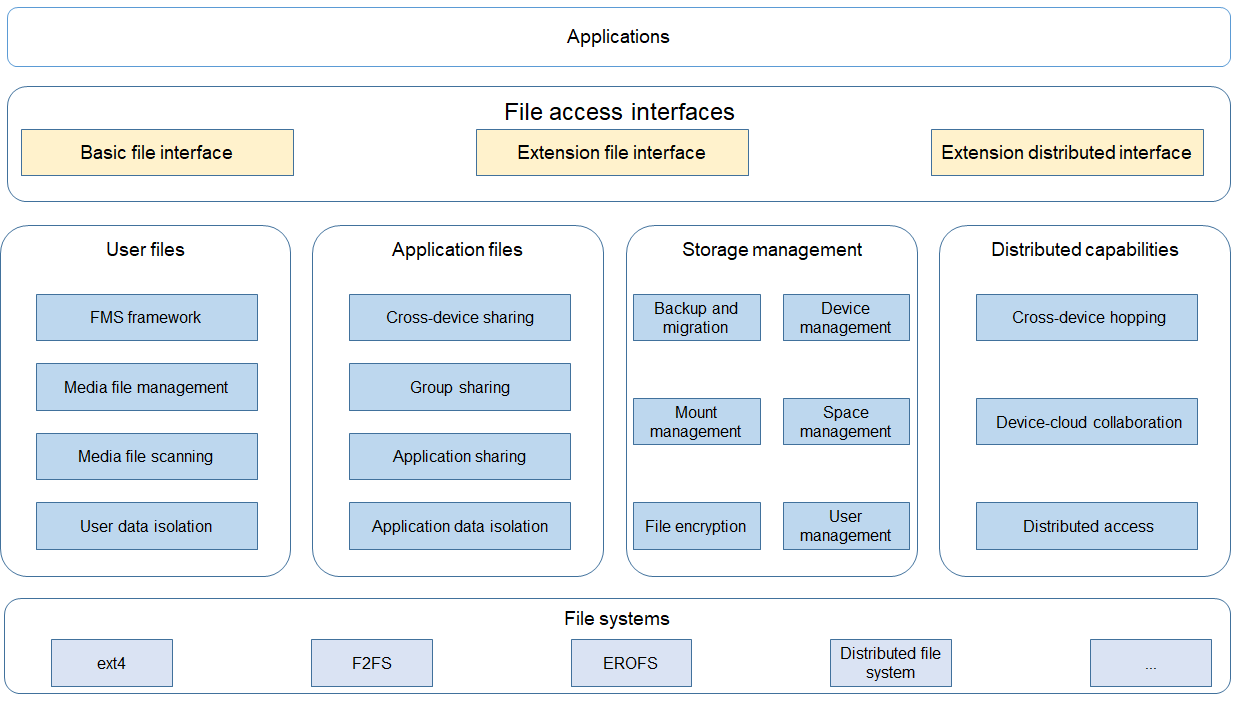 Applications
File access interfaces
Basic file interface
Extension file interface
Extension distributed interface
User files
FMS framework
Media file management
Media file scanning
User data isolation
Application files
Cross-device sharing
Group sharing
Application sharing
Application data isolation
Storage management
Backup and
migration
Device
management
Mount
management
Space
management
File encryption
User
management
Distributed capabilities
Cross-device hopping
Device-cloud collaboration
Distributed access
File systems
ext4
F2FS
EROFS
Distributed file
system
...